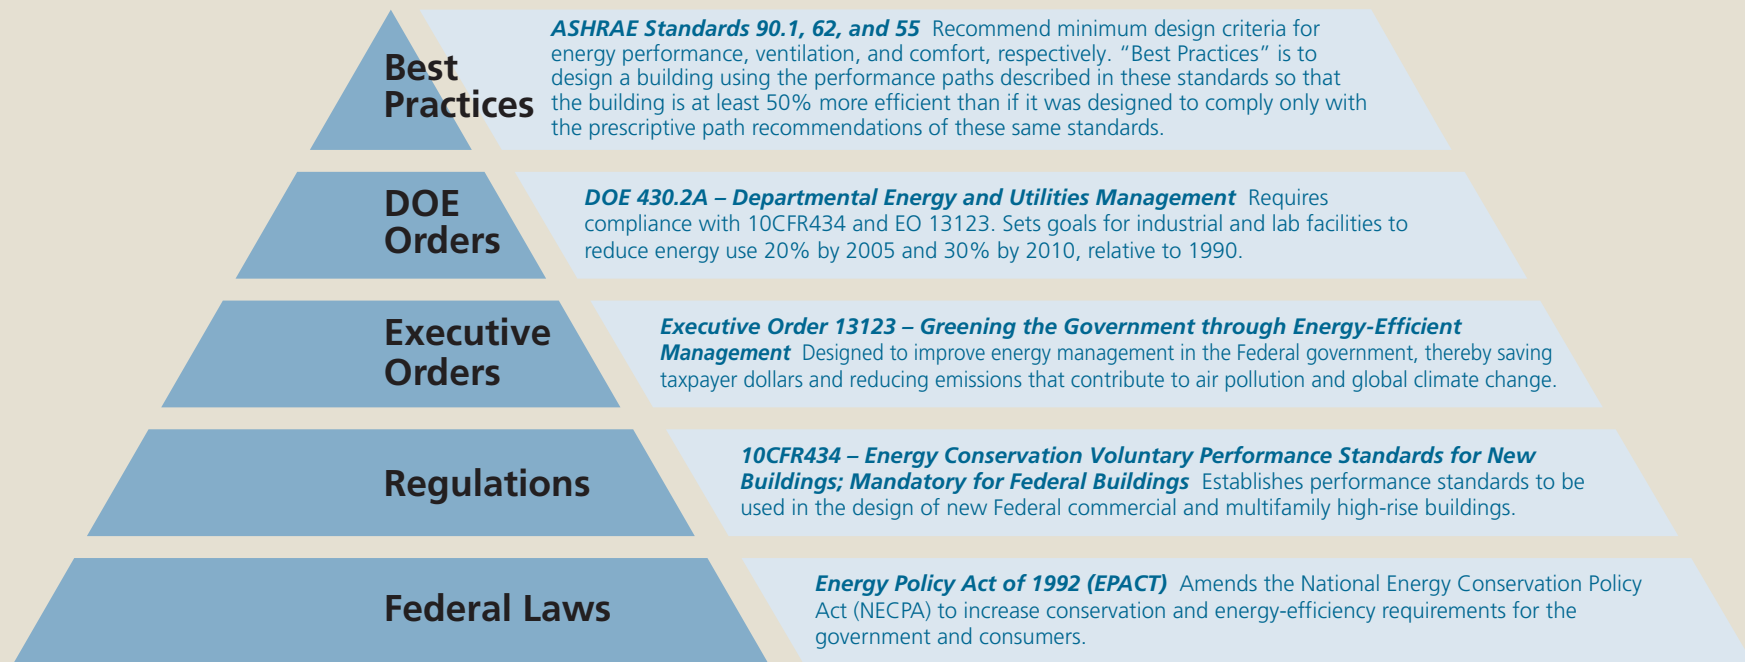 Best
Practices
ASHRAE Standards 90.1, 62, and 55 Recommend minimum design criteria for
energy performance, ventilation, and comfort, respectively. “Best Practices” is to
design a building using the performance paths described in these standards so that
the building is at least 50% more efficient than if it was designed to comply only with
the prescriptive path recommendations of these same standards.
DOE
Orders
DOE 430.2A – Departmental Energy and Utilities Management Requires
compliance with 10CFR434 and EO 13123. Sets goals for industrial and lab facilities to
reduce energy use 20% by 2005 and 30% by 2010, relative to 1990.
Executive
Orders
Executive Order 13123 – Greening the Government through Energy-Efficient
Management Designed to improve energy management in the Federal government, thereby saving
taxpayer dollars and reducing emissions that contribute to air pollution and global climate change.
Regulations
10CFR434 – Energy Conservation Voluntary Performance Standards for New
Buildings; Mandatory for Federal Buildings Establishes performance standards to be
used in the design of new Federal commercial and multifamily high-rise buildings.
Federal Laws
Energy Policy Act of 1992 (EPACT) Amends the National Energy Conservation Policy
Act (NECPA) to increase conservation and energy-efficiency requirements for the
government and consumers.